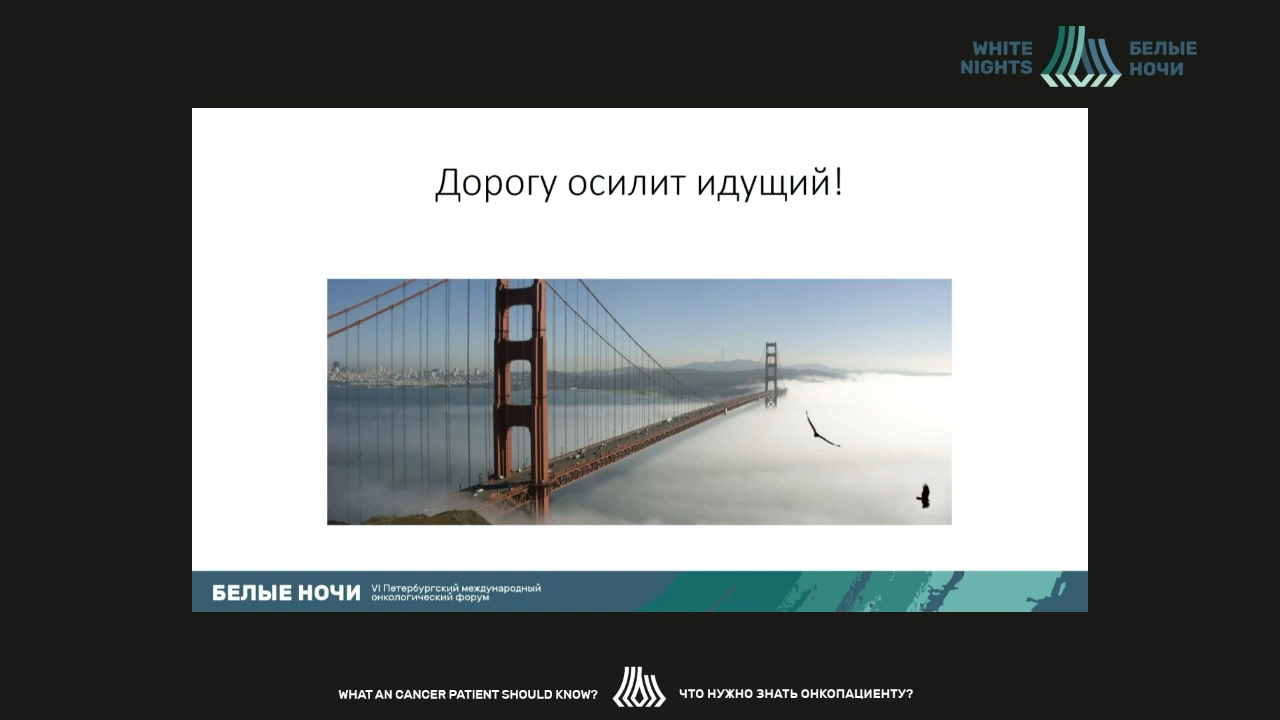 WHITE
NIGHTS
БЕЛЫЕ
НОЧИ
Дорогу осилит идущий!
БЕЛЫЕ НОЧИ
VI Петербургский международный
онкологический форум
WHAT AN CANCER PATIENT SHOULD KNOW?
ЧТО НУЖНО ЗНАТЬ ОНКОПАЦИЕНТУ?